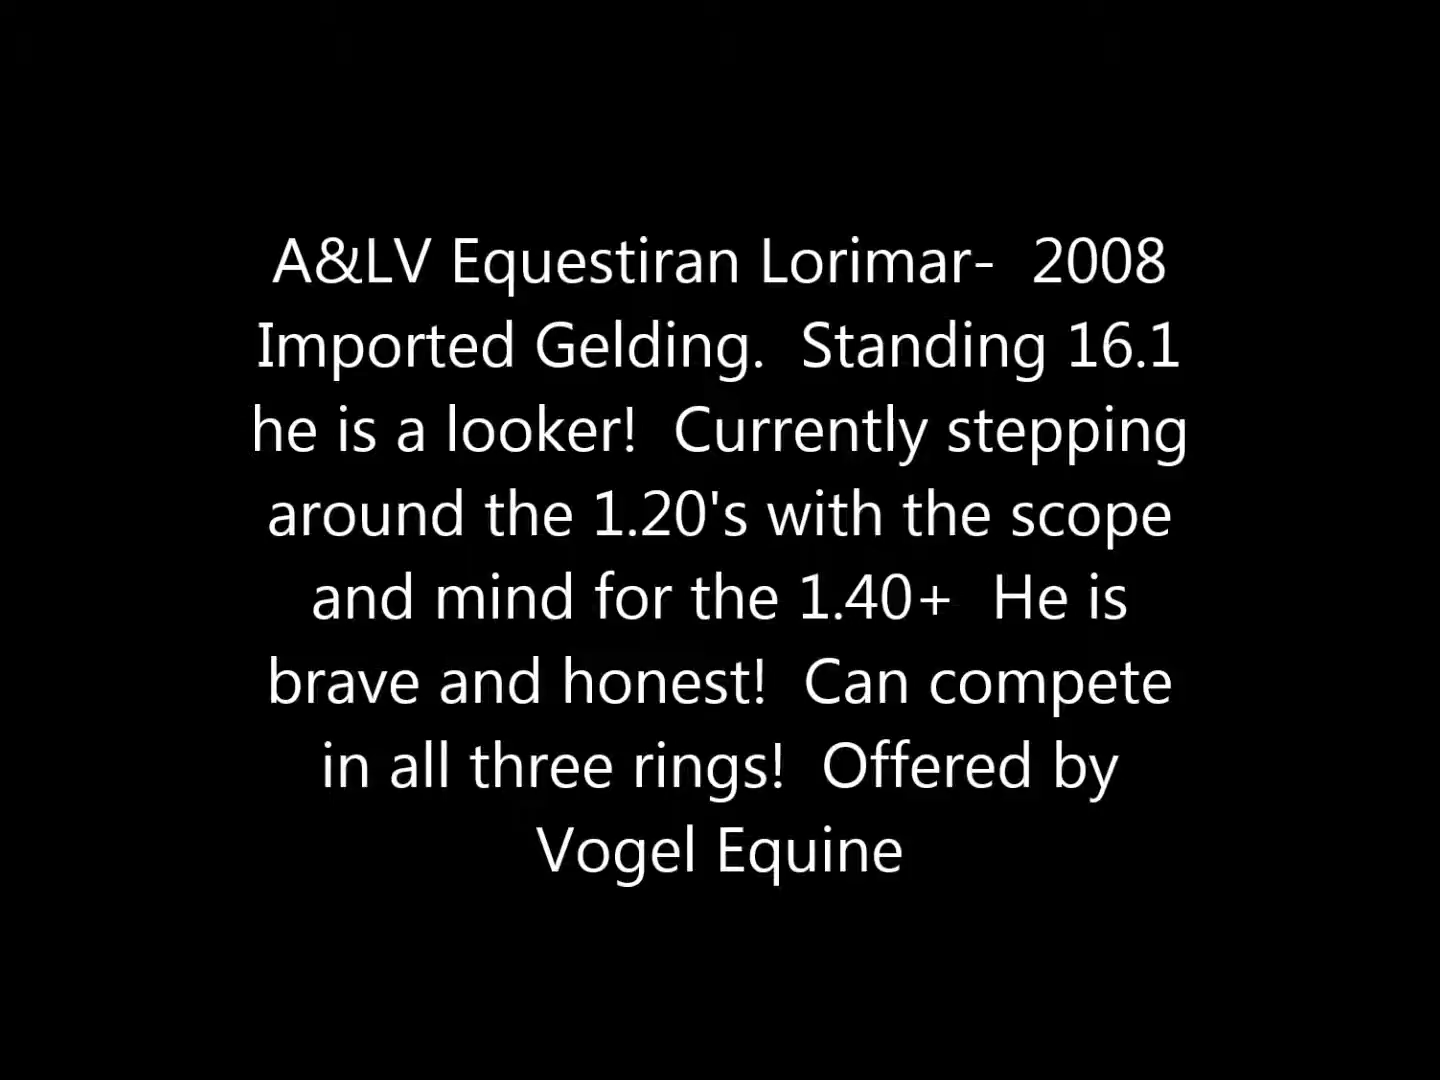 A&LV Equestiran Lorimar-  2008
Imported Gelding.  Standing 16.1
he is a looker!  Currently stepping
around the 1.20's with the scope
and mind for the 1.40+  He is
brave and honest!  Can compete
in all three rings!  Offered by
Vogel Equine